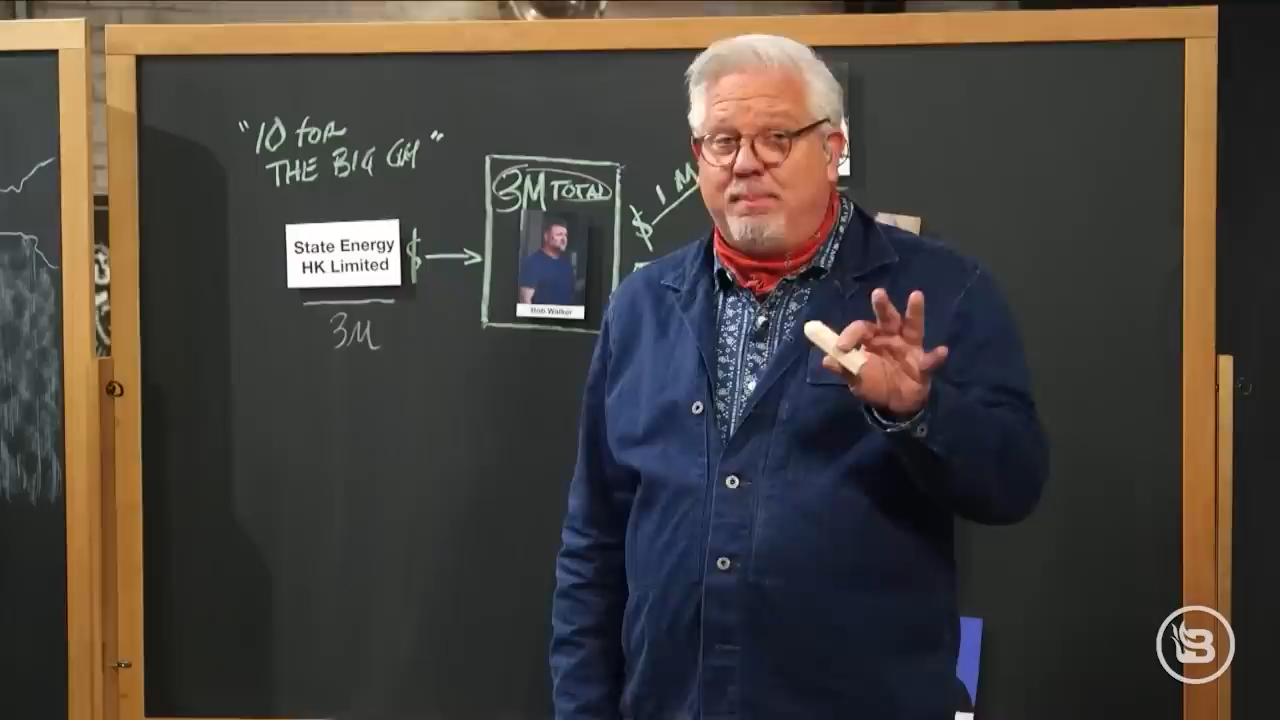 "10 FOR
THE BIG GUY"
3M TOTAL
$ 1 M
State Energy
HK Limited
$
3M
Rob Walker
B